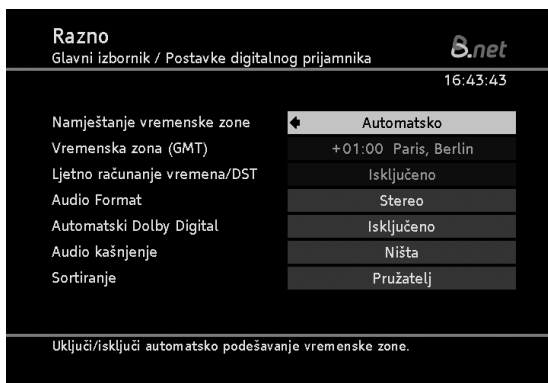 Razno
Glavni izbornik / Postavke digitalnog prijamnika
B.net
16:43:43
Namještanje vremenske zone Automatsko
Vremenska zona (GMT) +01:00 Paris, Berlin
Ljetno računanje vremena/DST Isključeno
Audio Format Stereo
Automatski Dolby Digital Isključeno
Audio kašnjenje Ništa
Sortiranje Pružatelj
Uključi/isključi automatsko podešavanje vremenske zone.